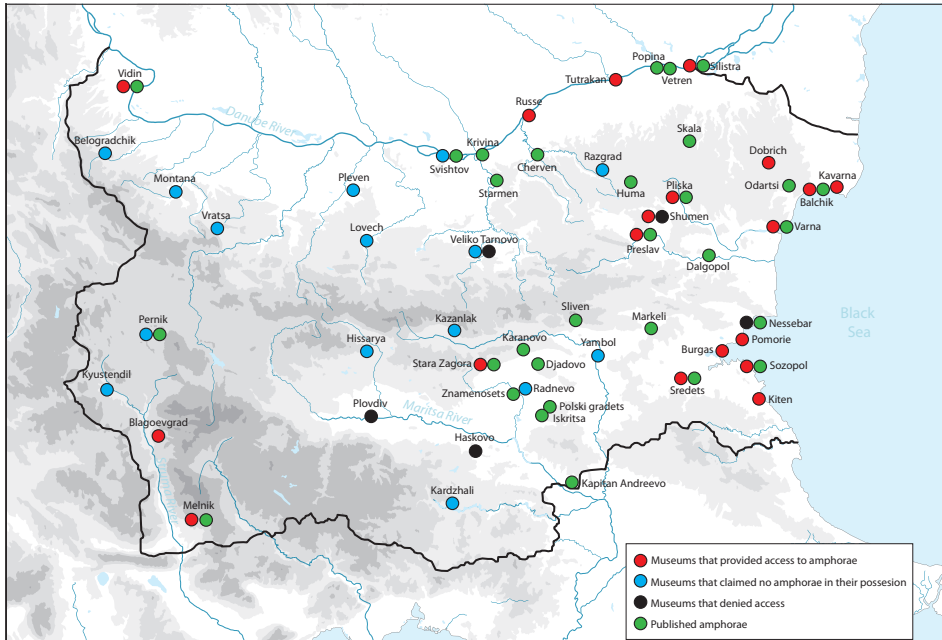 Popina
Vetren
Silistra
Tutrakan
Vidin
Russe
Danube River
Skala
Belogradchik
Krivina
Svishtov
Cherven
Razgrad
Dobrich
Montana
Pleven
Starmen
Huma
Pliska
Odartsi
Kavarna
Balchik
Vratsa
Lovech
Veliko Tarnovo
Shumen
Preslav
Varna
Dalgopol
Pernik
Kazanlak
Sliven
Markeli
Nessebar
Black
Sea
Hissarya
Karanovo
Yambol
Burgas
Pomorie
Stara Zagora
Djadovo
Sozopol
Kyustendil
Znamenosets
Radnevo
Sredets
Kiten
Plovdiv
Maritsa River
Polski gradets
Iskritsa
Blagoevgrad
Haskovo
Kapitan Andreevo
Kardzhali
Melnik
Museums that provided access to amphorae
Museums that claimed no amphorae in their possesion
Museums that denied access
Published amphorae